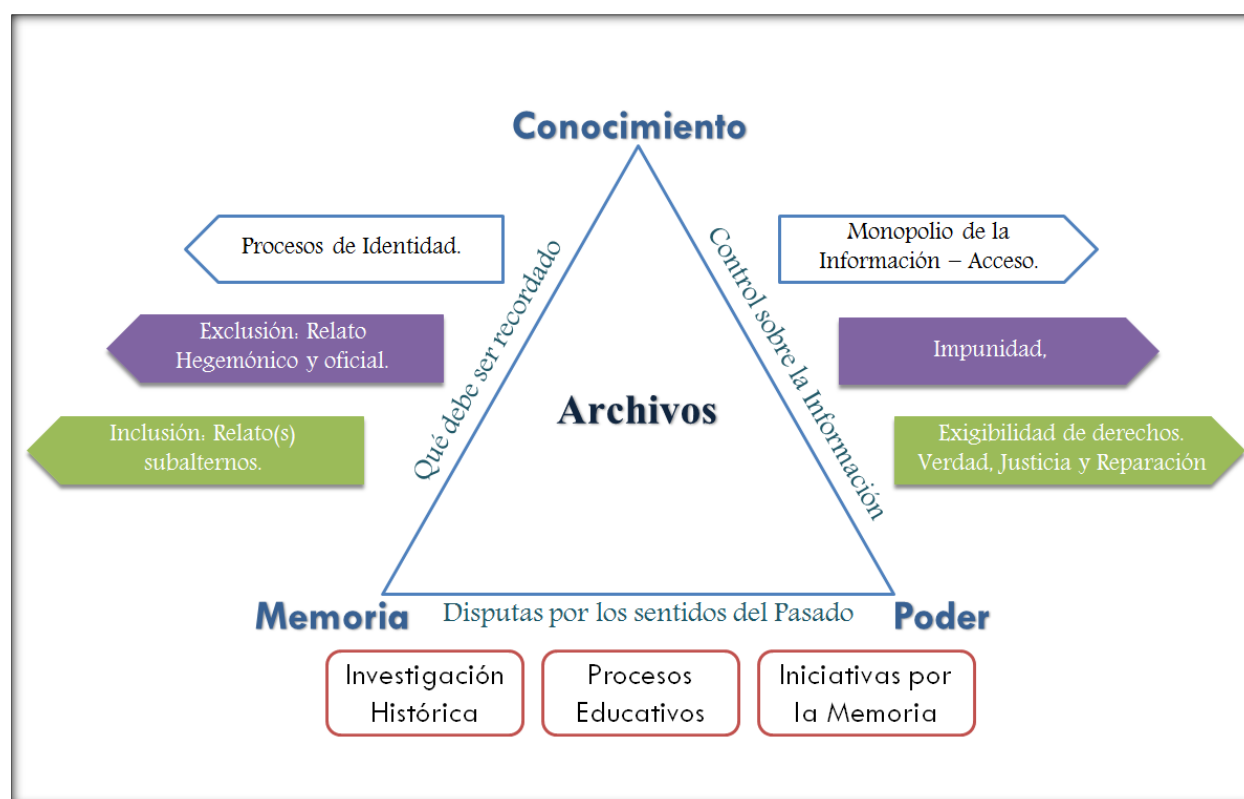 Conocimiento
Procesos de Identidad.
Monopolio de la
Información – Acceso.
Qué debe ser recordado
Control sobre la Información
Exclusión: Relato
Hegemónico y oficial.
Impunidad,
Archivos
Inclusión: Relato(s)
subalternos.
Exigibilidad de derechos.
Verdad, Justicia y Reparación
Memoria
Disputas por los sentidos del Pasado
Poder
Investigación
Histórica
Procesos
Educativos
Iniciativas por
la Memoria